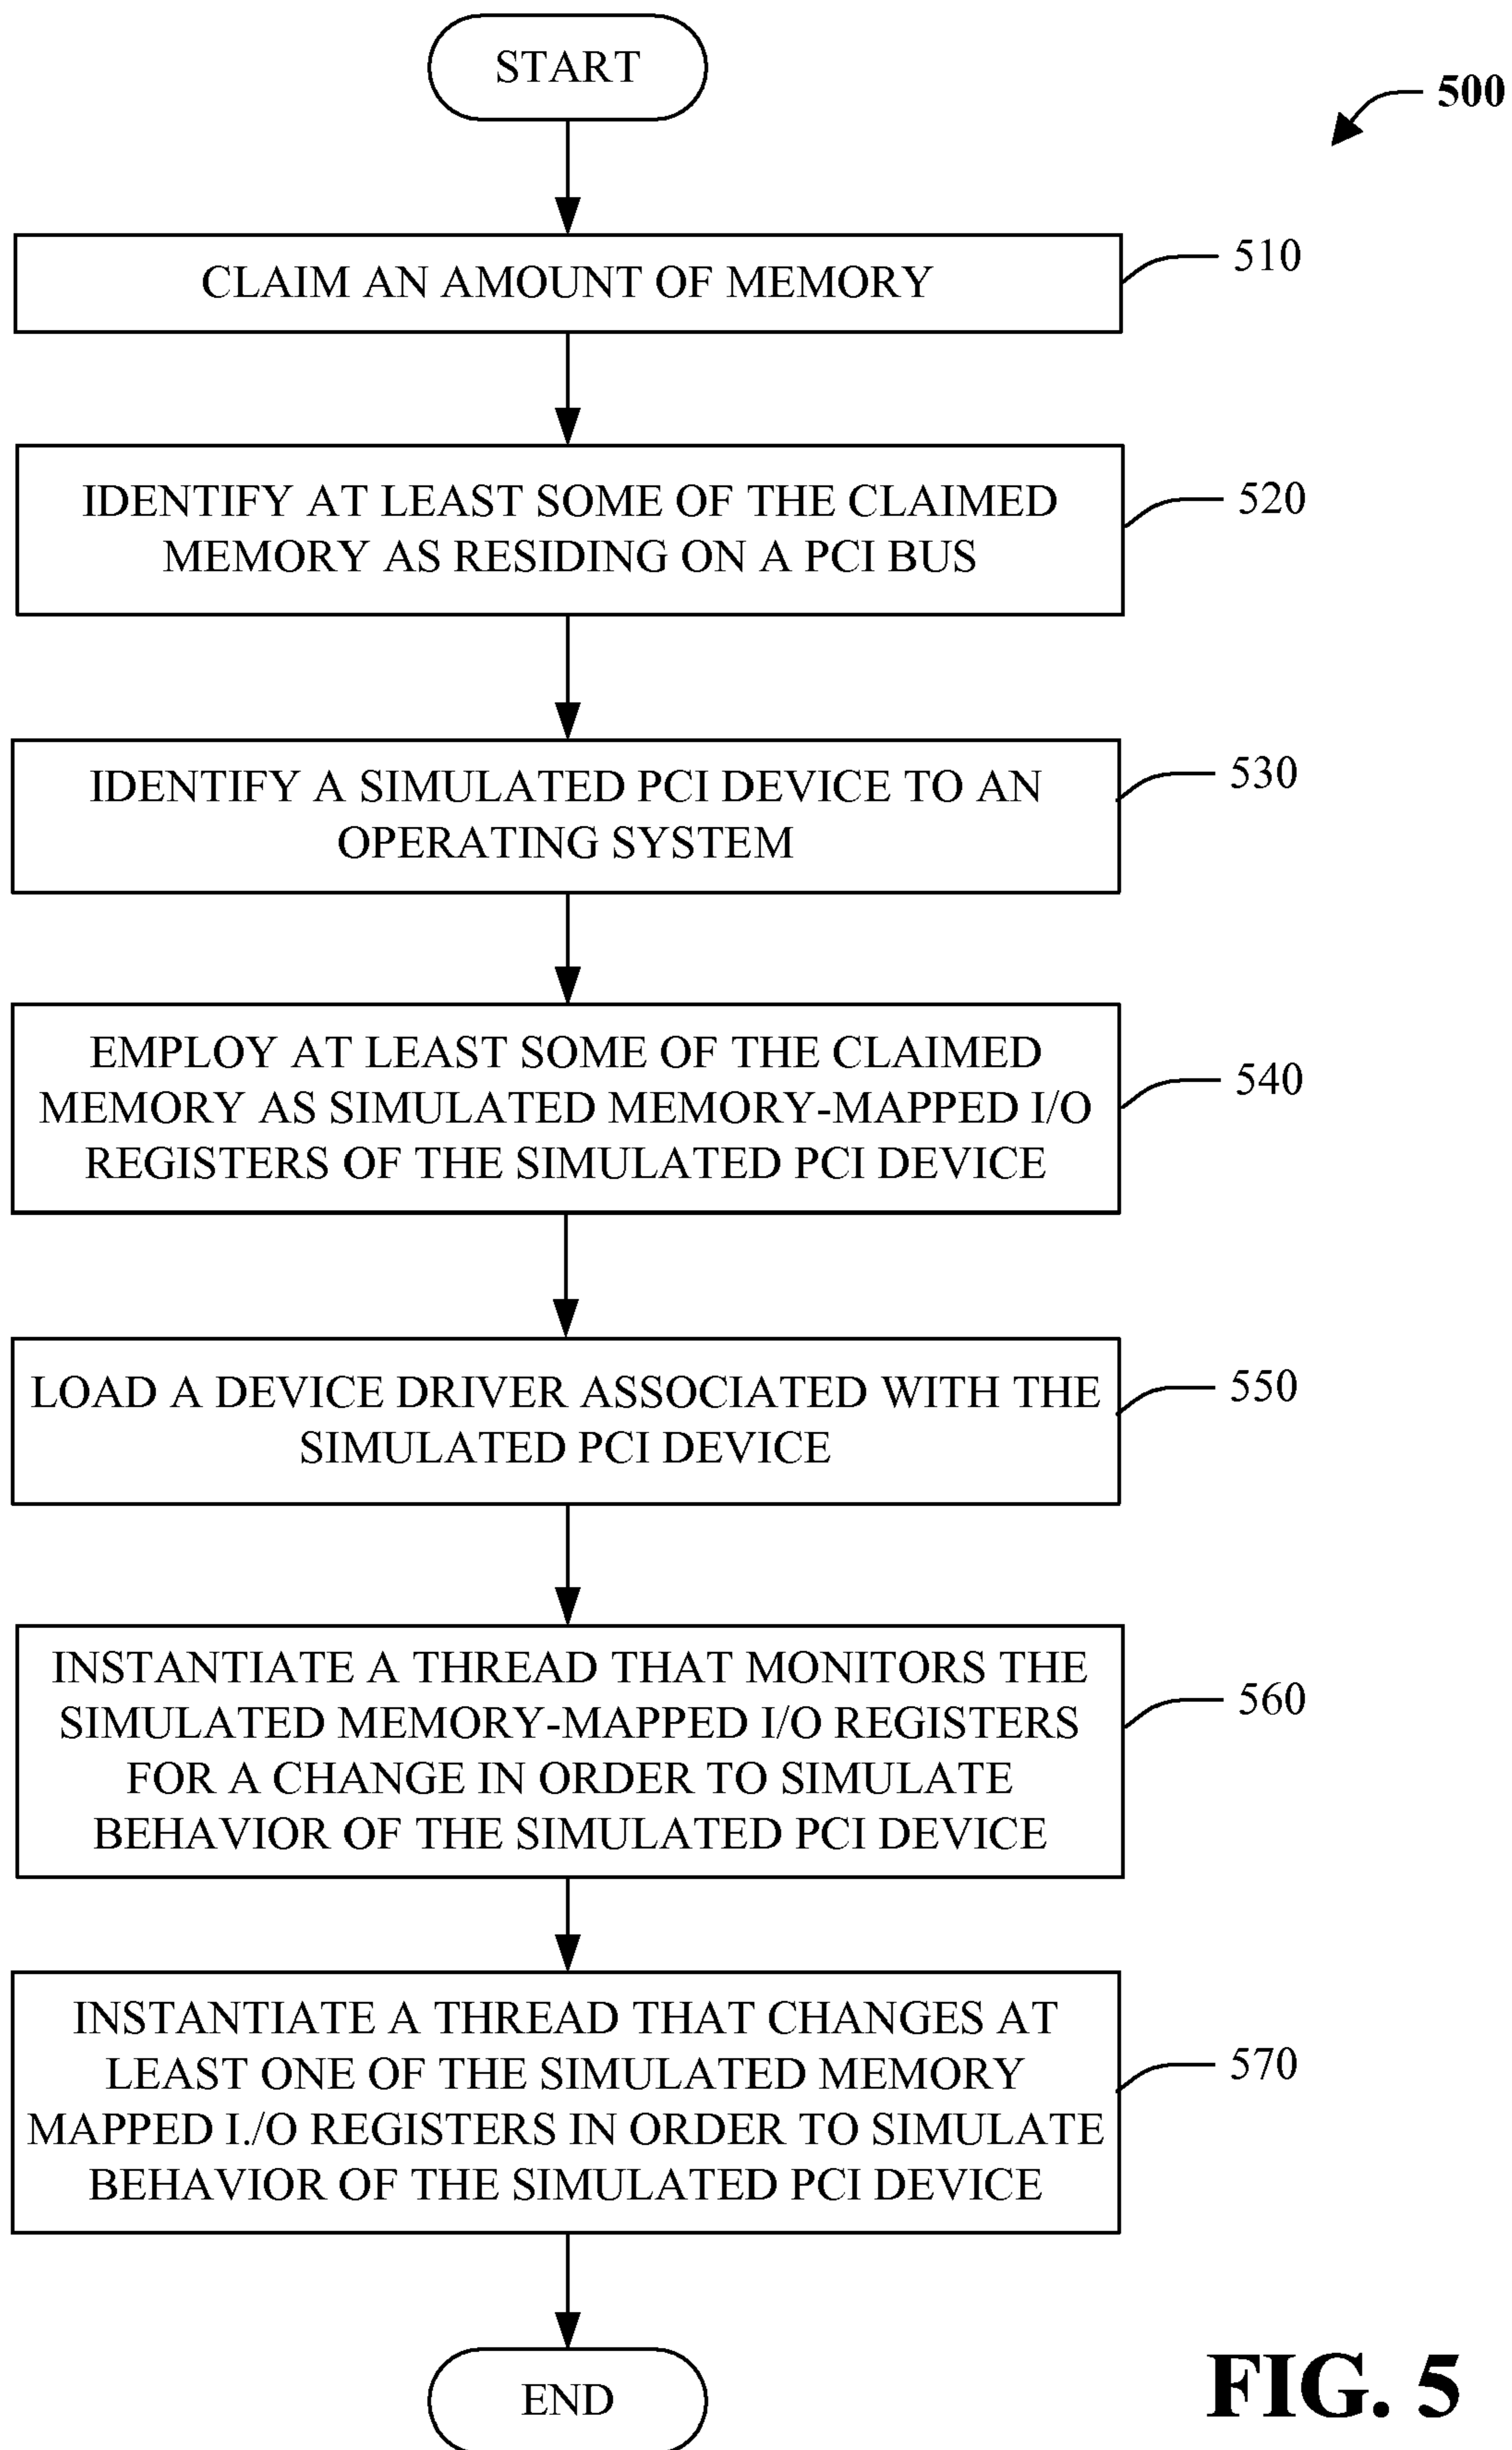 START
500
CLAIM AN AMOUNT OF MEMORY
510
IDENTIFY AT LEAST SOME OF THE CLAIMED
MEMORY AS RESIDING ON A PCI BUS
520
IDENTIFY A SIMULATED PCI DEVICE TO AN
OPERATING SYSTEM
530
EMPLOY AT LEAST SOME OF THE CLAIMED
MEMORY AS SIMULATED MEMORY-MAPPED I/O
REGISTERS OF THE SIMULATED PCI DEVICE
540
LOAD A DEVICE DRIVER ASSOCIATED WITH THE
SIMULATED PCI DEVICE
550
INSTANTIATE A THREAD THAT MONITORS THE
SIMULATED MEMORY-MAPPED I/O REGISTERS
FOR A CHANGE IN ORDER TO SIMULATE
BEHAVIOR OF THE SIMULATED PCI DEVICE
560
INSTANTIATE A THREAD THAT CHANGES AT
LEAST ONE OF THE SIMULATED MEMORY
MAPPED I./O REGISTERS IN ORDER TO SIMULATE
BEHAVIOR OF THE SIMULATED PCI DEVICE
570
END
FIG. 5